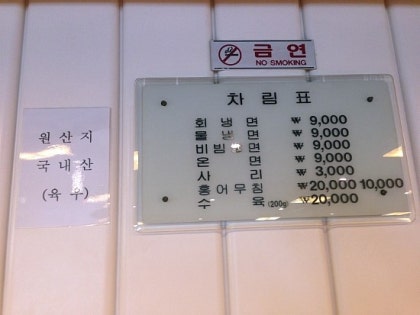 금연
NO SMOKING
차림표
회냉면 ₩ 9,000
물냉면 ₩ 9,000
비빔냉면 ₩ 9,000
온면 ₩ 9,000
사리 ₩ 3,000
홍어무침 ₩20,000 10,000
수육(200g) ₩20,000
원산지
국내산
(육우)